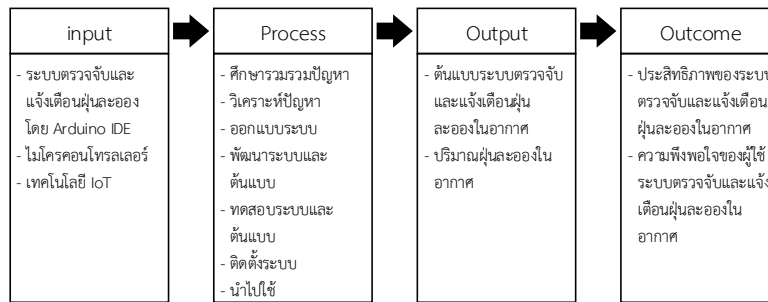 input
- ระบบตรวจจับและ
แจ้งเตือนฝุ่นละออง
โดย Arduino IDE
- ไมโครคอนโทรลเลอร์
- เทคโนโลยี IoT
Process
- ศึกษารวมรวมปัญหา
- วิเคราะห์ปัญหา
- ออกแบบระบบ
- พัฒนาระบบและ
ต้นแบบ
- ทดสอบระบบและ
ต้นแบบ
- ติดตั้งระบบ
- นำไปใช้
Output
- ต้นแบบระบบตรวจจับ
และแจ้งเตือนฝุ่น
ละอองในอากาศ
- ปริมาณฝุ่นละอองใน
อากาศ
Outcome
- ประสิทธิภาพของระบบ
ตรวจจับและแจ้งเตือน
ฝุ่นละอองในอากาศ
- ความพึงพอใจของผู้ใช้
ระบบตรวจจับและแจ้ง
เตือนฝุ่นละอองใน
อากาศ